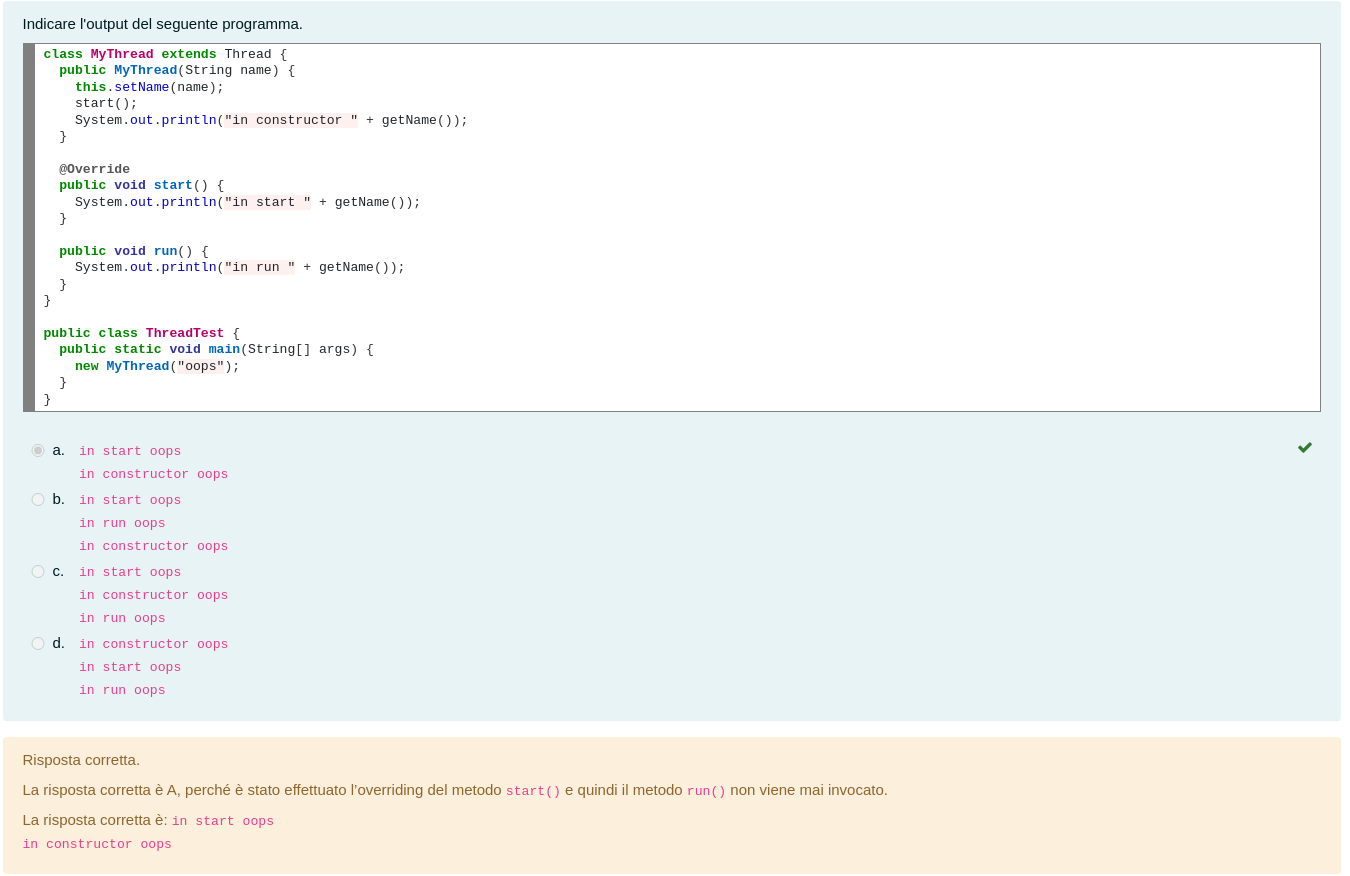 Indicare l'output del seguente programma.
class MyThread extends Thread {
  public MyThread(String name) {
    this.setName(name);
    start();
    System.out.println("in constructor " + getName());
  }

  @Override
  public void start() {
    System.out.println("in start " + getName());
  }

  public void run() {
    System.out.println("in run " + getName());
  }
}

public class ThreadTest {
  public static void main(String[] args) {
    new MyThread("oops");
  }
}
a. in start oops
in constructor oops
b. in start oops
in run oops
in constructor oops
c. in start oops
in constructor oops
in run oops
d. in constructor oops
in start oops
in run oops
Risposta corretta.
La risposta corretta è A, perché è stato effettuato l’overriding del metodo start() e quindi il metodo run() non viene mai invocato.
La risposta corretta è: in start oops
in constructor oops